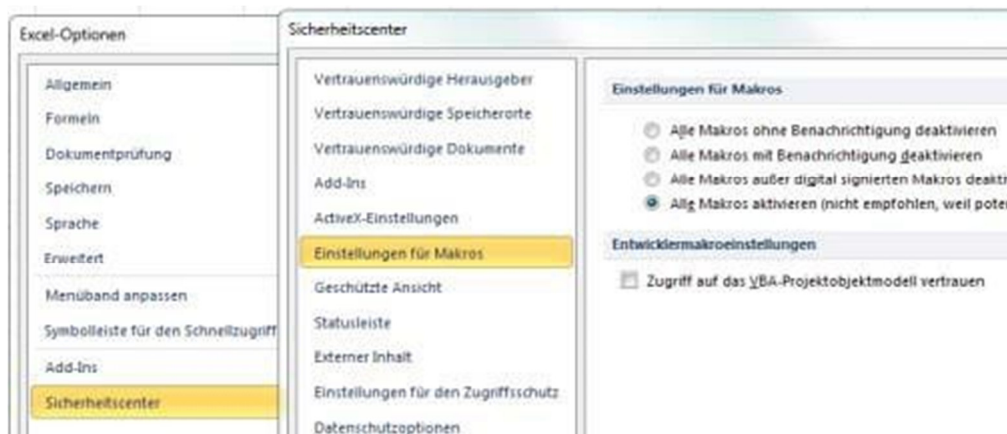 Excel-Optionen
Allgemein
Formeln
Dokumentprüfung
Speichern
Sprache
Erweitert
Menüband anpassen
Symbolleiste für den Schnellzugriff
Add-Ins
Sicherheitscenter
Sicherheitscenter
Vertrauenswürdige Herausgeber
Vertrauenswürdige Speicherorte
Vertrauenswürdige Dokumente
Add-Ins
ActiveX-Einstellungen
Einstellungen für Makros
Geschützte Ansicht
Statusleiste
Externer Inhalt
Einstellungen für den Zugriffsschutz
Datenschutzoptionen
Einstellungen für Makros
Alle Makros ohne Benachrichtigung deaktivieren
Alle Makros mit Benachrichtigung deaktivieren
Alle Makros außer digital signierten Makros deakti
Alle Makros aktivieren (nicht empfohlen, weil pote
Entwicklermakroeinstellungen
Zugriff auf das VBA-Projektobjektmodell vertrauen